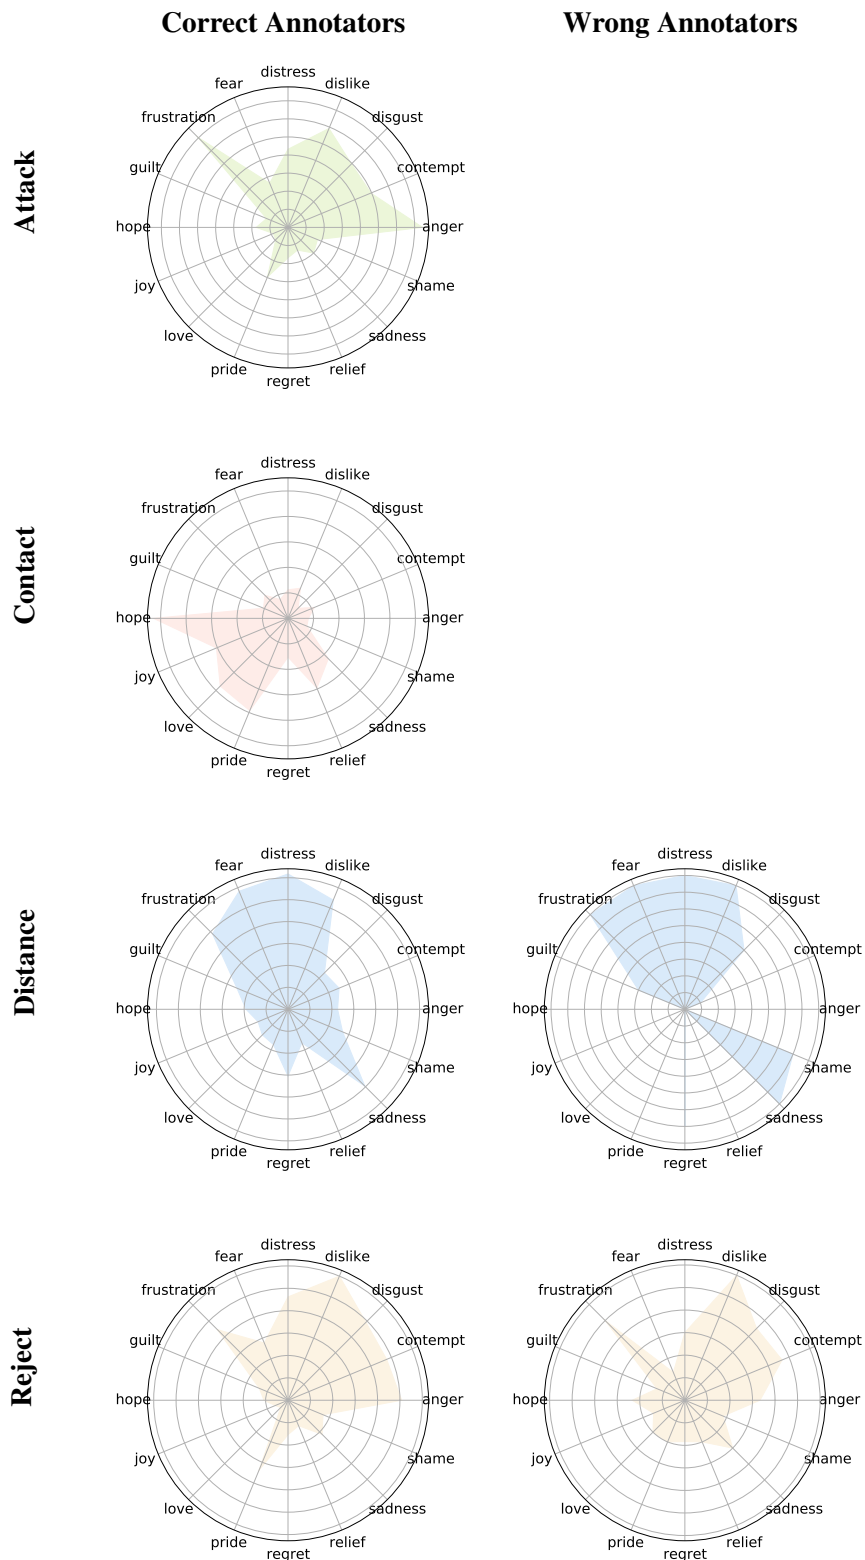 Correct Annotators
Wrong Annotators
Attack
distress
fear
dislike
frustration
disgust
guilt
contempt
hope
anger
joy
shame
love
sadness
pride
relief
regret
Contact
distress
fear
dislike
frustration
disgust
guilt
contempt
hope
anger
joy
shame
love
sadness
pride
relief
regret
Distance
distress
fear
dislike
frustration
disgust
guilt
contempt
hope
anger
joy
shame
love
sadness
pride
relief
regret
distress
fear
dislike
frustration
disgust
guilt
contempt
hope
anger
joy
shame
love
sadness
pride
relief
regret
Reject
distress
fear
dislike
frustration
disgust
guilt
contempt
hope
anger
joy
shame
love
sadness
pride
relief
regret
distress
fear
dislike
frustration
disgust
guilt
contempt
hope
anger
joy
shame
love
sadness
pride
relief
regret